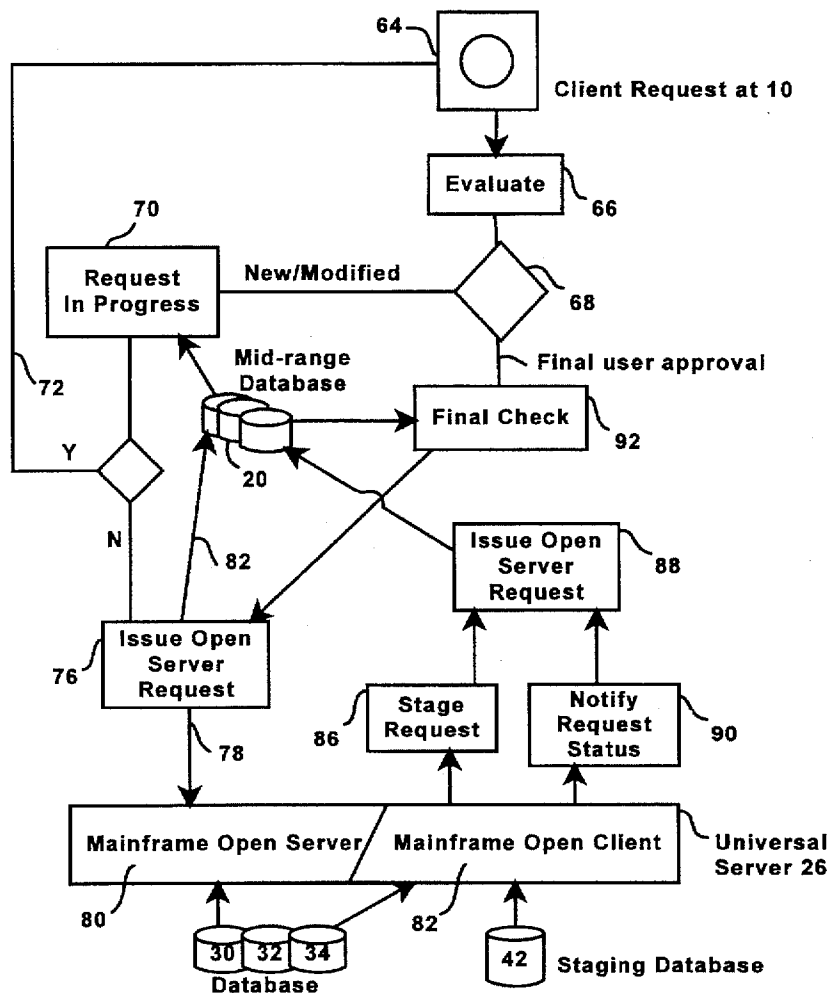 64
Client Request at 10
Evaluate
66
70
Request
In Progress
New/Modified
68
Final user approval
72
Mid-range
Database
Final Check
92
Y
20
N
82
Issue Open
Server
Request
88
76
Issue Open
Server
Request
78
86
Stage
Request
Notify
Request
Status
90
Mainframe Open Server
Mainframe Open Client
Universal
Server 26
80
82
30
32
34
Database
42
Staging Database